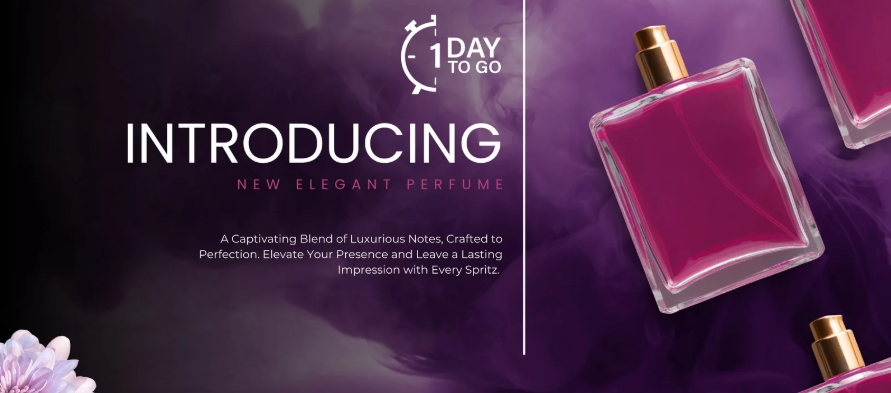 1 DAY
TO GO
INTRODUCING
NEW ELEGANT PERFUME
A Captivating Blend of Luxurious Notes, Crafted to
Perfection. Elevate Your Presence and Leave a Lasting
Impression with Every Spritz.